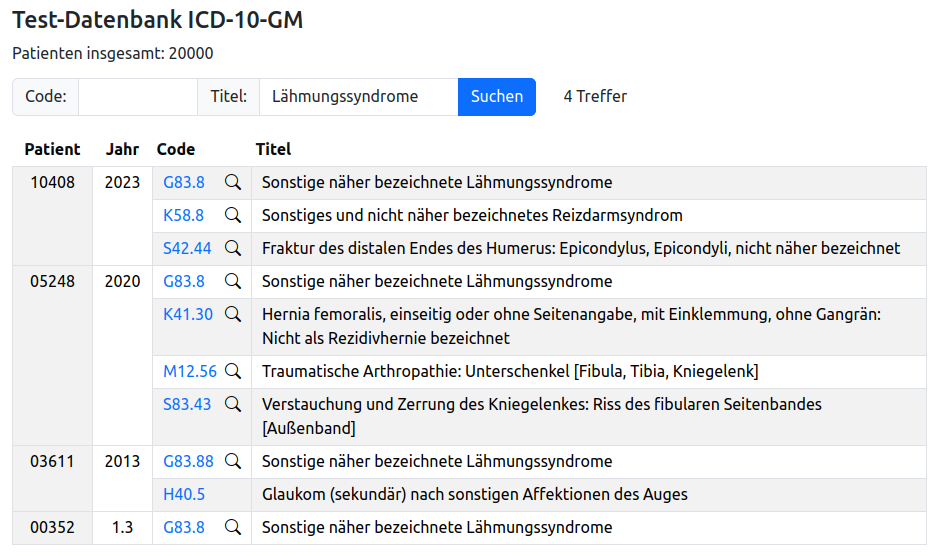 Test-Datenbank ICD-10-GM
Patienten insgesamt: 20000
Code: Titel: Lähmungssyndrome Suchen 4 Treffer
Patient Jahr Code Titel
10408 2023 G83.8 Sonstige näher bezeichnete Lähmungssyndrome
K58.8 Sonstiges und nicht näher bezeichnetes Reizdarmsyndrom
S42.44 Fraktur des distalen Endes des Humerus: Epicondylus, Epicondyli, nicht näher bezeichnet
05248 2020 G83.8 Sonstige näher bezeichnete Lähmungssyndrome
K41.30 Hernia femoralis, einseitig oder ohne Seitenangabe, mit Einklemmung, ohne Gangrän:
Nicht als Rezidivhernie bezeichnet
M12.56 Traumatische Arthropathie: Unterschenkel [Fibula, Tibia, Kniegelenk]
S83.43 Verstauchung und Zerrung des Kniegelenkes: Riss des fibularen Seitenbandes
[Außenband]
03611 2013 G83.88 Sonstige näher bezeichnete Lähmungssyndrome
H40.5 Glaukom (sekundär) nach sonstigen Affektionen des Auges
00352 1.3 G83.8 Sonstige näher bezeichnete Lähmungssyndrome